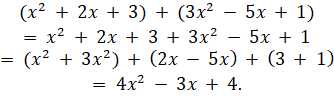 (x² + 2x + 3) + (3x² − 5x + 1)
= x² + 2x + 3 + 3x² − 5x + 1
= (x² + 3x²) + (2x − 5x) + (3 + 1)
= 4x² − 3x + 4.